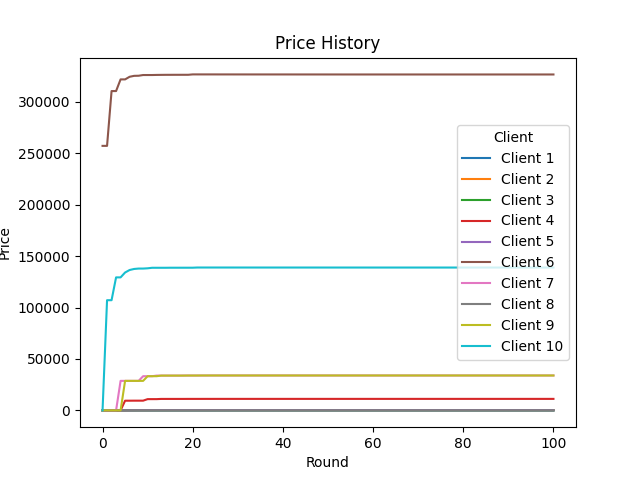 Price History
300000
250000
200000
150000
100000
50000
0
Price
0 20 40 60 80 100
Round
Client
Client 1
Client 2
Client 3
Client 4
Client 5
Client 6
Client 7
Client 8
Client 9
Client 10